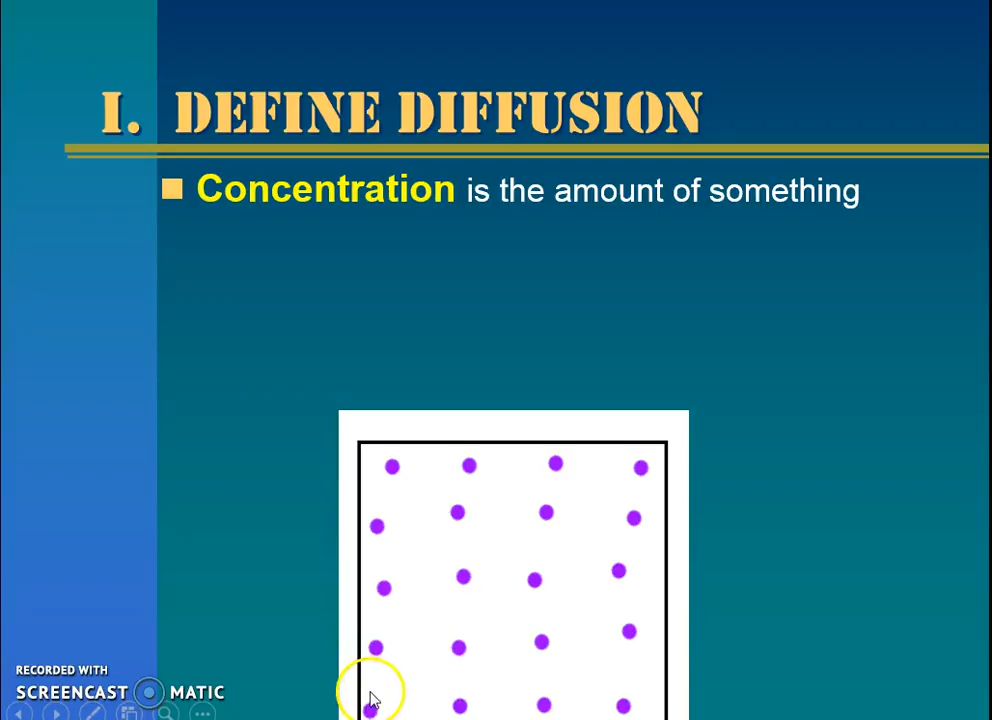 I. DEFINE DIFFUSION
Concentration is the amount of something
RECORDED WITH
SCREENCAST MATIC